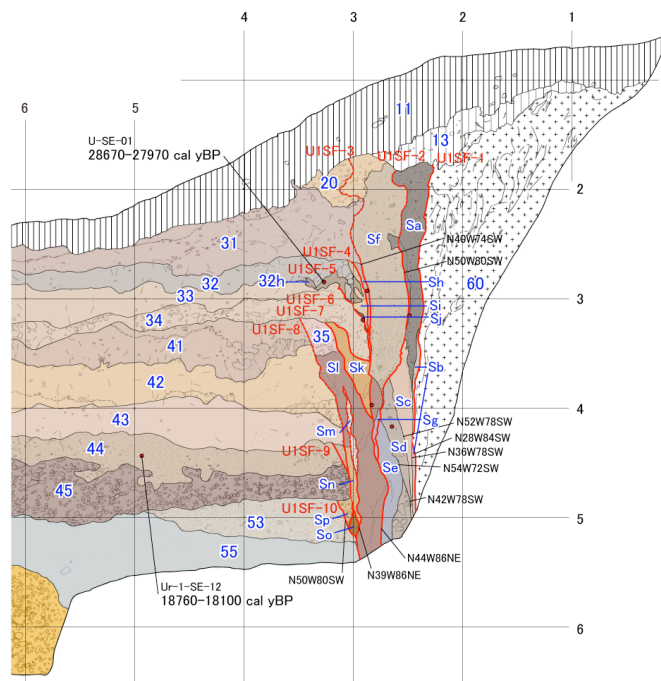 4 3 2 1
11
U-SE-01
28670-27970 cal yBP
U1SF-3
13
U1SF-2 U1SF-1
6 5
20
2
31
Sf
Sa
N40W74SW
U1SF-4
N50W80SW
U1SF-5
32
32h
Sh
60
33
U1SF-6
3
Si
34
U1SF-7
Sj
U1SF-8
35
41
Sl
Sk
Sb
42
Sc
43
4
Sm
Sg
N52W78SW
44
U1SF-9
Sd
N28W84SW
N36W78SW
Se
N54W72SW
45
Sn
N42W78SW
U1SF-10
53
Sp
5
So
55
N44W86NE
N50W80SW
N39W86NE
Ur-1-SE-12
18760-18100 cal yBP
6